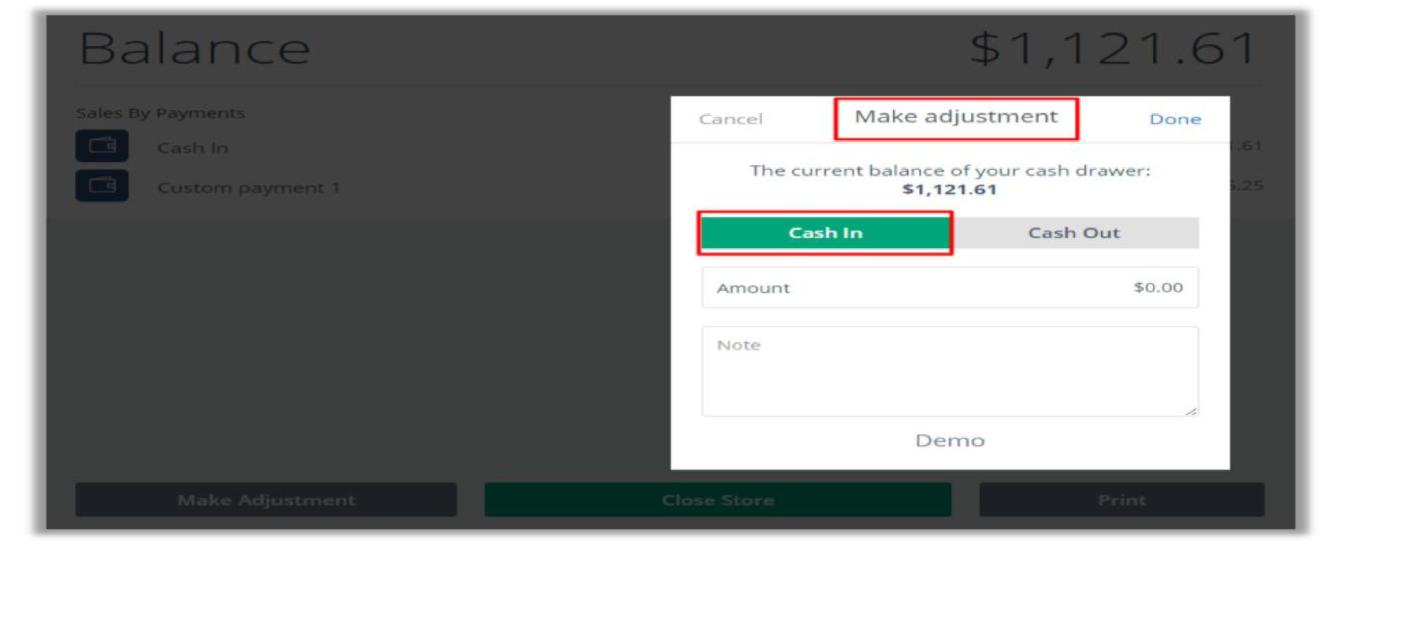 Balance $1,121.61
Sales By Payments
Cash In .61
Custom payment 1 5.25
Cancel Make adjustment Done
The current balance of your cash drawer:
$1,121.61
Cash In Cash Out
Amount $0.00
Note
Demo
Make Adjustment Close Store Print